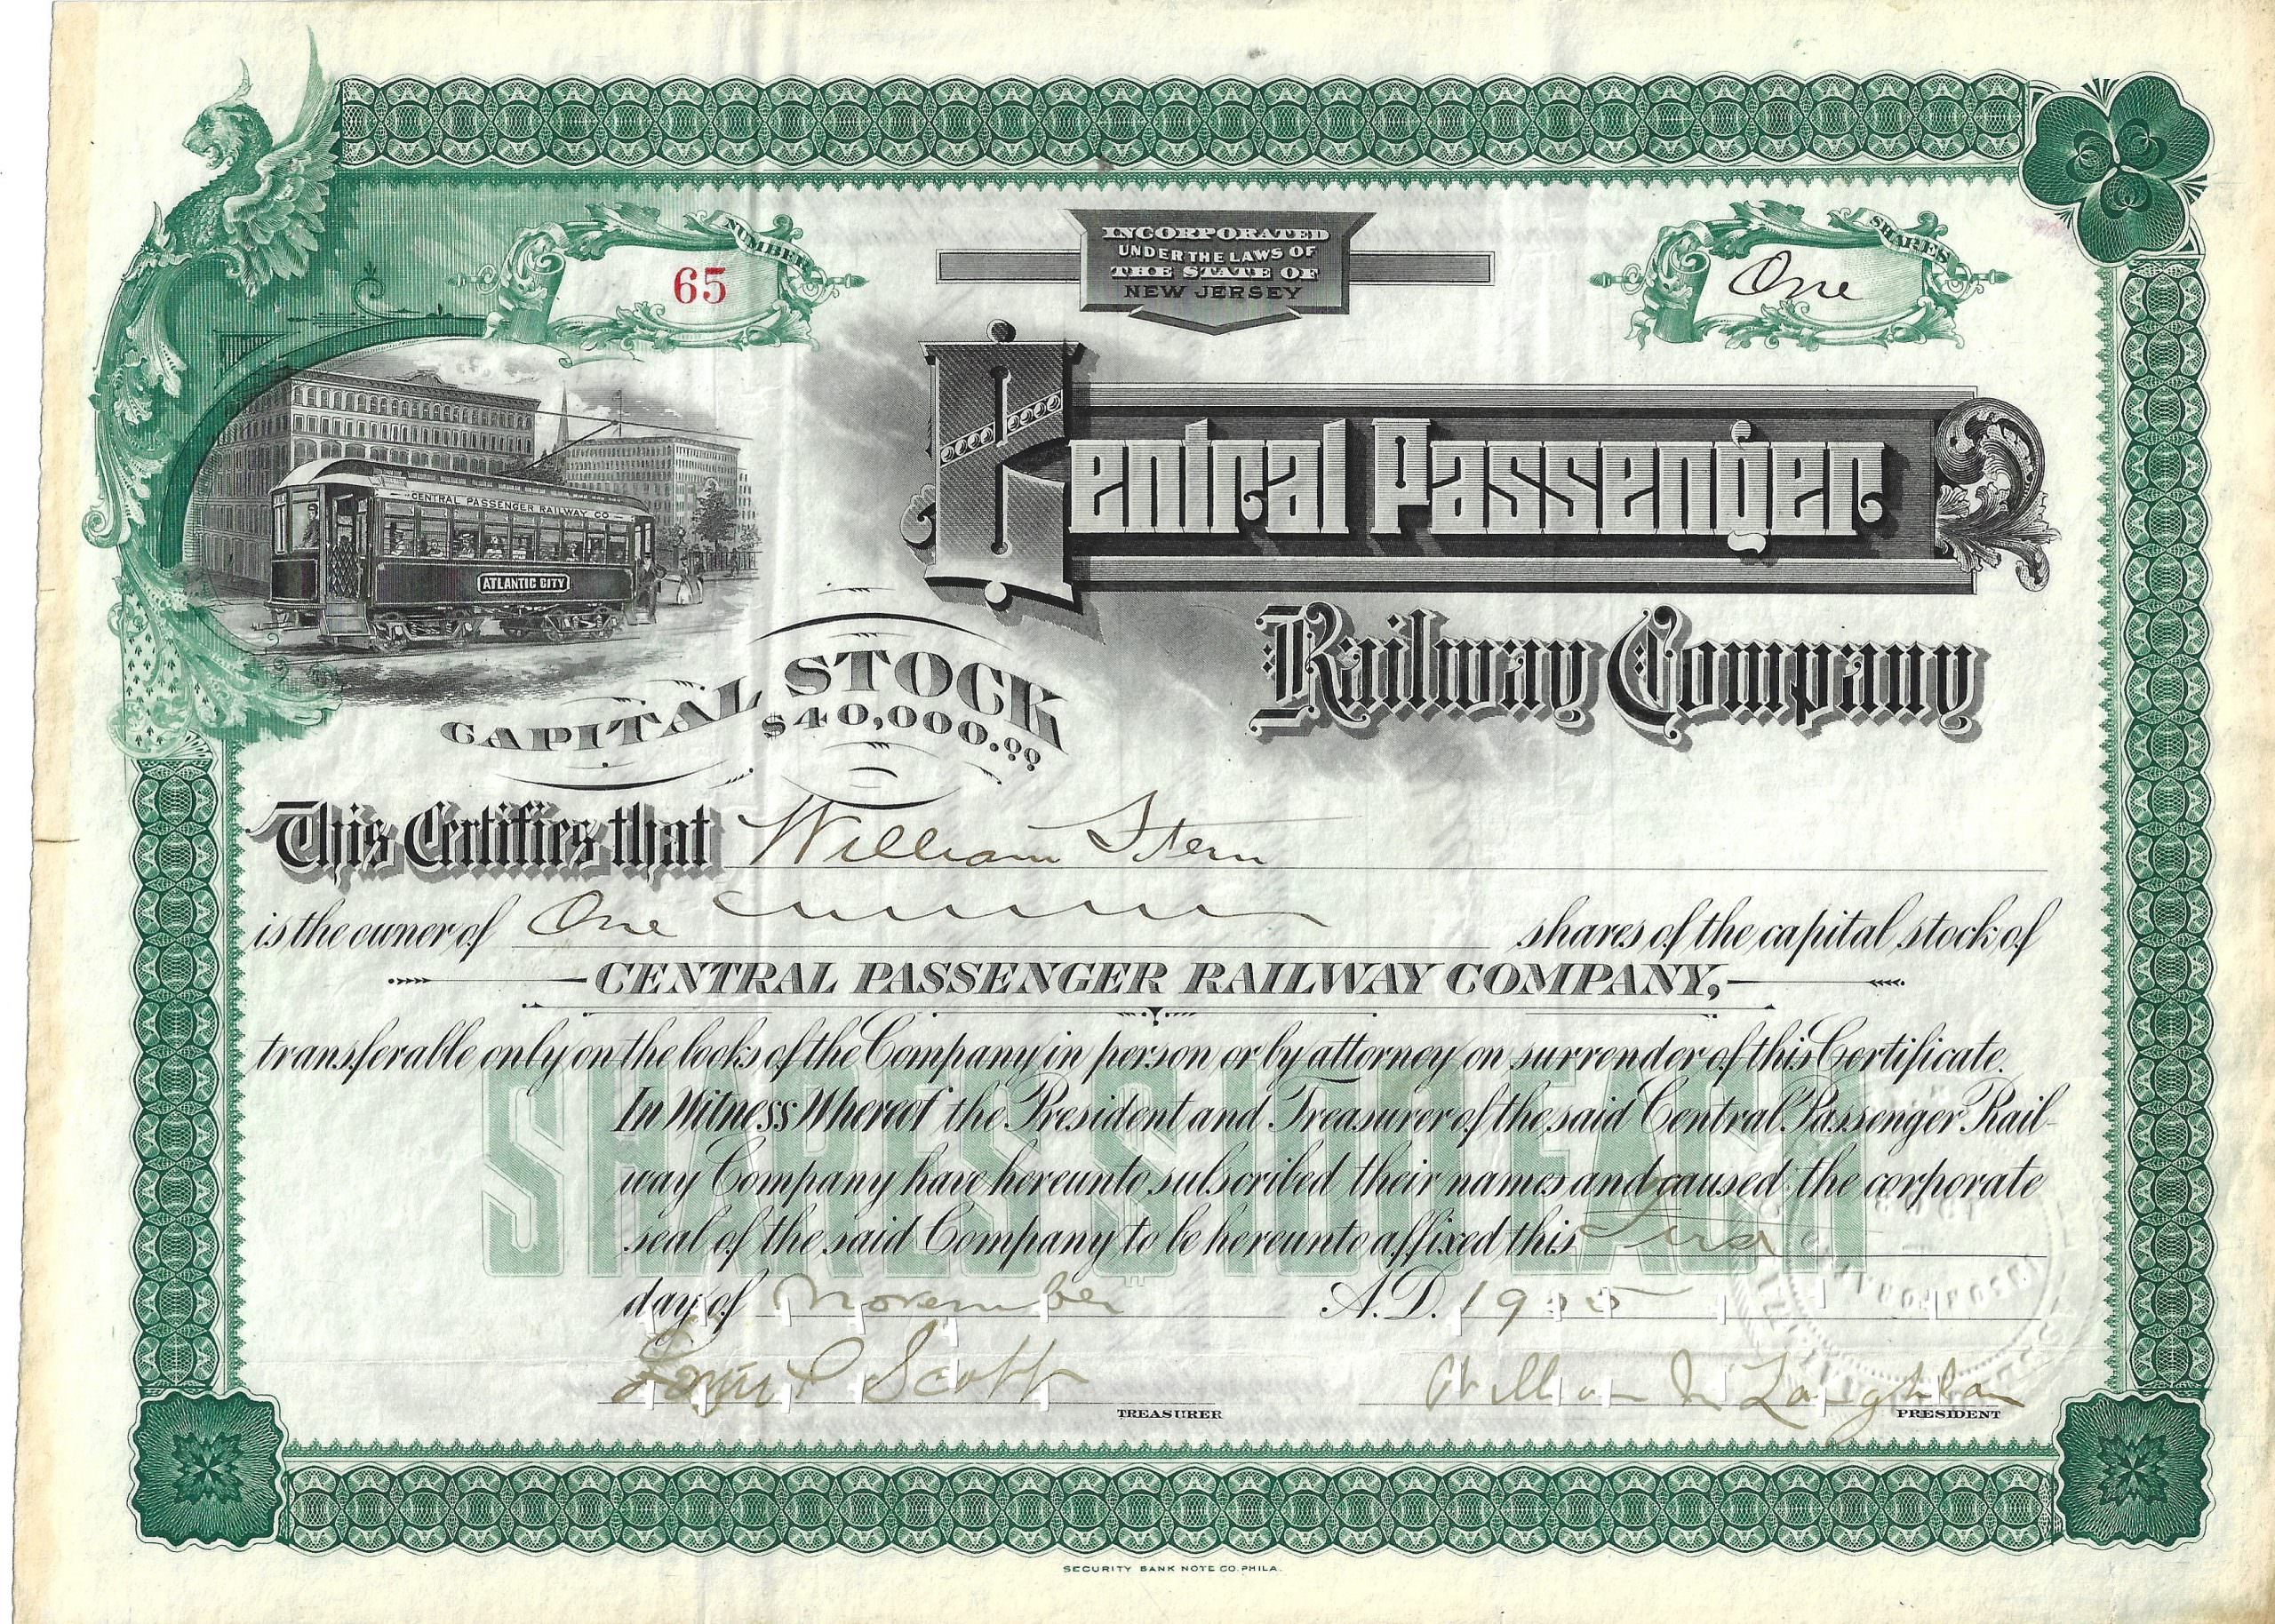 NUMBER
65
INCORPORATED
UNDER THE LAWS OF
THE STATE OF
NEW JERSEY
SHARES
One
Central Passenger
Railway Company
CENTRAL PASSENGER RAILWAY CO
ATLANTIC CITY
CAPITAL STOCK
$40,000.00
This Certifies that William Stern
is the owner of One shares of the capital stock of
CENTRAL PASSENGER RAILWAY COMPANY,
transferable only on the books of the Company in person or by attorney on surrender of this Certificate.
In Witness Whereof the President and Treasurer of the said Central Passenger Rail-
way Company have hereunto subscribed their names and caused the corporate
seal of the said Company to be hereunto affixed this
day of November A.D. 1905
SHARES $100 EACH
Scott William McLaughlan
TREASURER PRESIDENT
SECURITY BANK NOTE CO. PHILA.